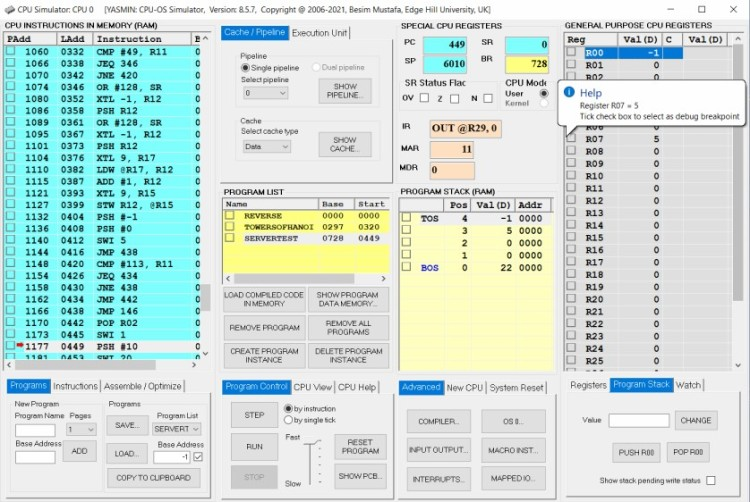 CPU Simulator: CPU 0 [YASMIN: CPU-OS Simulator, Version: 8.5.7, Copyright @ 2006-2021, Besim Mustafa, Edge Hill University, UK]
CPU INSTRUCTIONS IN MEMORY (RAM)
PAdd LAdd Instruction B
1060 0332 CMP #49, R11 0
1066 0338 JEQ 346 0
1070 0342 JNE 420 0
1074 0346 OR #128, SR 0
1080 0352 XTL -1, R12 0
1086 0358 PSH R12 0
1089 0361 OR #128, SR 0
1095 0367 XTL -1, R12 0
1101 0373 PSH R12 0
1104 0376 XTL 9, R17 0
1110 0382 LDW @R17, R12 0
1115 0387 ADD #1, R12 0
1121 0393 XTL 9, R15 0
1127 0399 STW R12, @R15 0
1132 0404 PSH #-1 0
1136 0408 PSH #0 0
1140 0412 SWI 5 0
1144 0416 JMP 438 0
1148 0420 CMP #113, R11 0
1154 0426 JEQ 434 0
1158 0430 JNE 438 0
1162 0434 JMP 442 0
1166 0438 JMP 146 0
1170 0442 POP R02 0
1173 0445 SWI 1 0
1177 0449 PSH #10 0
1181 0453 SWI 20 0
Cache / Pipeline Execution Unit
Pipeline
Single pipeline Dual pipeline
Select pipeline
0
SHOW PIPELINE...
Cache
Select cache type
Data
SHOW CACHE...
SPECIAL CPU REGISTERS
PC 449 SR 0
SP 6010 BR 728
SR Status Flac CPU Mode
OV Z N User
Kernel
IR OUT @R29, 0
MAR 11
MDR 0
GENERAL PURPOSE CPU REGISTERS
Reg Val(D) C Val(D)
R00 -1
R01 0
Help
Register R07 = 5
Tick check box to select as debug breakpoint
R07 5
R08 0
R09 0
R10 0
R11 0
R12 0
R13 0
R14 0
R15 0
R16 0
R17 0
R18 0
R19 0
R20 0
R21 0
R22 0
R23 0
R24 0
R25 0
PROGRAM LIST
Name Base Start
REVERSE 0000 0000
TOWERSOFHANOI 0297 0320
SERVERTEST 0728 0449
LOAD COMPILED CODE IN MEMORY
SHOW PROGRAM DATA MEMORY...
REMOVE PROGRAM
REMOVE ALL PROGRAMS
CREATE PROGRAM INSTANCE
DELETE PROGRAM INSTANCE
PROGRAM STACK (RAM)
Pos Val(D) Addr
TOS 4 -1 0000
3 5 0000
2 0 0000
1 0 0000
BOS 0 22 0000
Programs Instructions Assemble / Optimize
New Program
Program Name Pages
1
Base Address
ADD
Programs
SAVE...
Program List
SERVERT
LOAD...
Base Address
-1
COPY TO CLIPBOARD
Program Control CPU View CPU Help
STEP
by instruction
by single tick
RUN
Fast
RESET PROGRAM
STOP
Slow
SHOW PCB...
Advanced New CPU System Reset
COMPILER...
OS 0...
INPUT OUTPUT...
MACRO INST...
INTERRUPTS...
MAPPED IO...
Registers Program Stack Watch
Value
CHANGE
PUSH R00
POP R00
Show stack pending write status